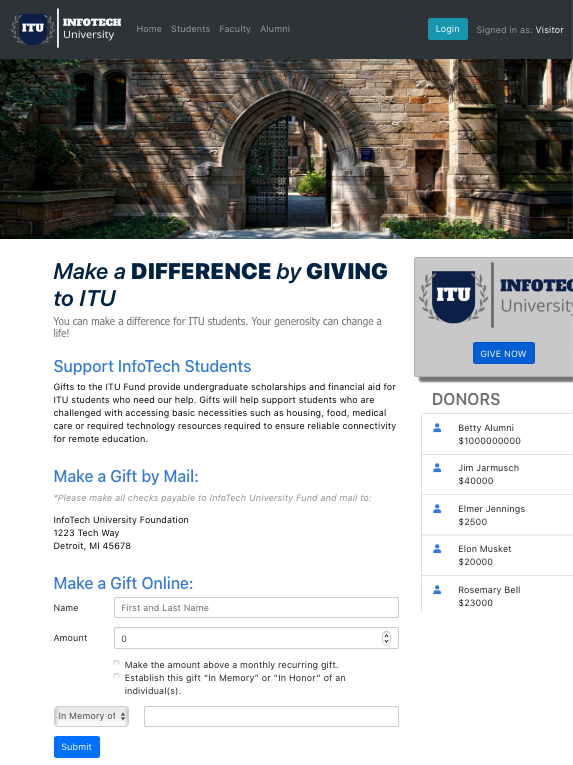 ITU
INFOTECH
University
Home Students Faculty Alumni
Login
Signed in as: Visitor
Make a DIFFERENCE by GIVING
to ITU
You can make a difference for ITU students. Your generosity can change a
life!
Support InfoTech Students
Gifts to the ITU Fund provide undergraduate scholarships and financial aid for
ITU students who need our help. Gifts will help support students who are
challenged with accessing basic necessities such as housing, food, medical
care or required technology resources required to ensure reliable connectivity
for remote education.
Make a Gift by Mail:
*Please make all checks payable to InfoTech University Fund and mail to:
InfoTech University Foundation
1223 Tech Way
Detroit, MI 45678
Make a Gift Online:
Name
First and Last Name
Amount
0
Make the amount above a monthly recurring gift.
Establish this gift “In Memory” or “In Honor” of an
individual(s).
In Memory of
Submit
ITU
INFOTEC
University
GIVE NOW
DONORS
Betty Alumni
$1000000000
Jim Jarmusch
$40000
Elmer Jennings
$2500
Elon Musket
$20000
Rosemary Bell
$23000